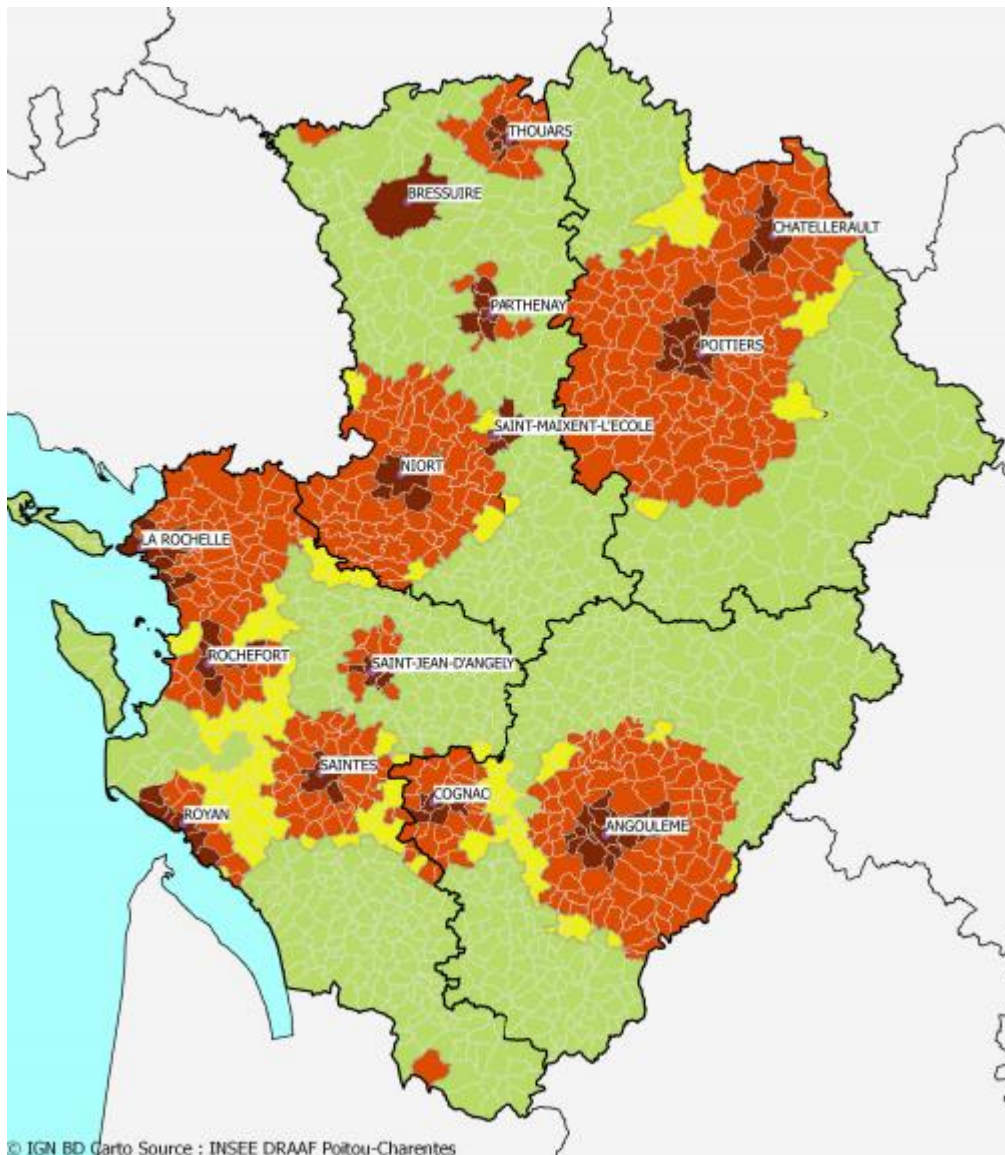 THOUARS
BRESSUIRE
CHATELLERAULT
PARTHENAY
POITIERS
SAINT-MAIXENT-L'ECOLE
NIORT
LA ROCHELLE
ROCHEFORT
SAINT-JEAN-D'ANGELY
SAINTES
COGNAC
ROYAN
ANGOULEME
© IGN BD Carto Source : INSEE DRAAF Poitou-Charentes